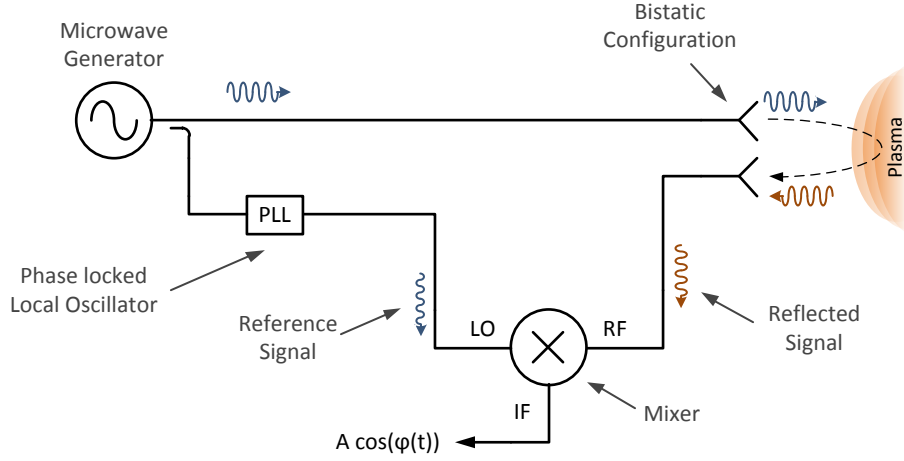 Microwave
Generator
Bistatic
Configuration
Plasma
PLL
Phase locked
Local Oscillator
Reference
Signal
LO
RF
Reflected
Signal
IF
Mixer
A cos(φ(t))